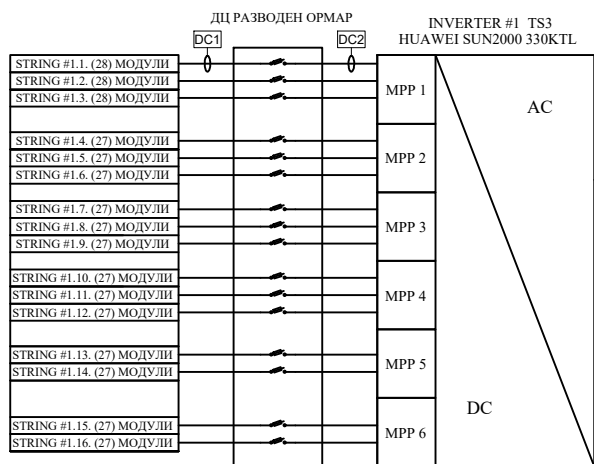 ДЦ РАЗВОДЕН ОРМАР
DC1
DC2
INVERTER #1 TS3
HUAWEI SUN2000 330KTL
STRING #1.1. (28) МОДУЛИ
STRING #1.2. (28) МОДУЛИ
STRING #1.3. (28) МОДУЛИ
MPP 1
AC
STRING #1.4. (27) МОДУЛИ
STRING #1.5. (27) МОДУЛИ
STRING #1.6. (27) МОДУЛИ
MPP 2
STRING #1.7. (27) МОДУЛИ
STRING #1.8. (27) МОДУЛИ
STRING #1.9. (27) МОДУЛИ
MPP 3
STRING #1.10. (27) МОДУЛИ
STRING #1.11. (27) МОДУЛИ
STRING #1.12. (27) МОДУЛИ
MPP 4
STRING #1.13. (27) МОДУЛИ
STRING #1.14. (27) МОДУЛИ
MPP 5
DC
STRING #1.15. (27) МОДУЛИ
STRING #1.16. (27) МОДУЛИ
MPP 6